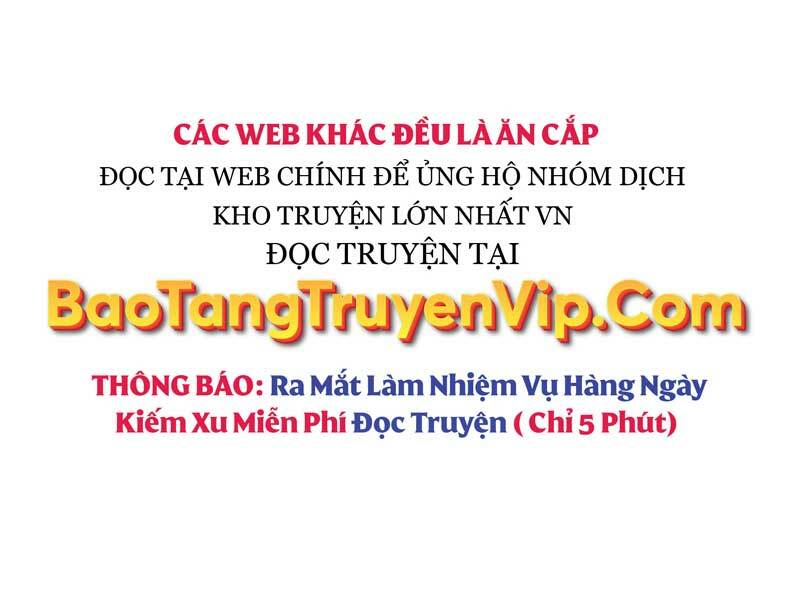 CÁC WEB KHÁC ĐỀU LÀ ĂN CẮP
ĐỌC TẠI WEB CHÍNH ĐỂ ỦNG HỘ NHÓM DỊCH
KHO TRUYỆN LỚN NHẤT VN
ĐỌC TRUYỆN TẠI
BaoTangTruyenVip.Com
THÔNG BÁO: Ra Mắt Làm Nhiệm Vụ Hàng Ngày
Kiếm Xu Miễn Phí Đọc Truyện ( Chỉ 5 Phút)